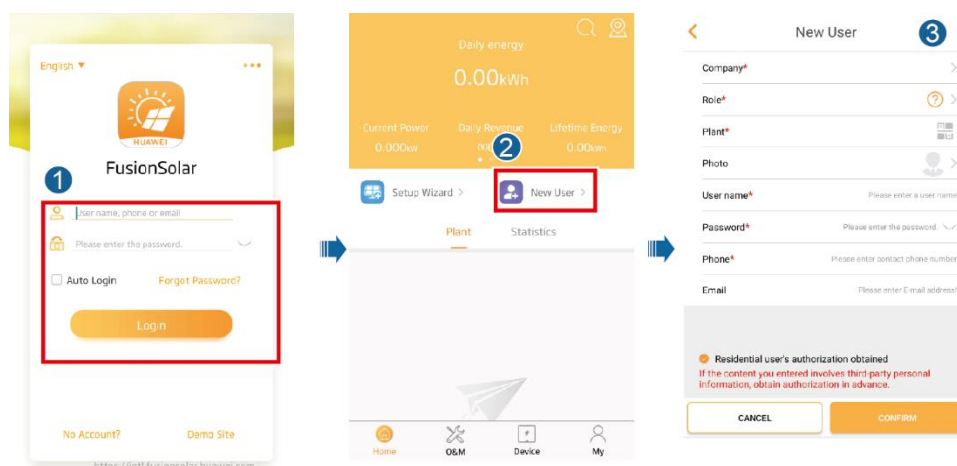 English ▼
HUAWEI
FusionSolar
1
User name, phone or email
Please enter the password.
Auto Login
Forgot Password?
Login
No Account?
Demo Site
Daily energy
0.00kWh
Current Power
Daily Revenue
Lifetime Energy
0.000kw
0.00kwh
2
Setup Wizard >
New User >
Plant
Statistics
Home
O&M
Device
My
New User
3
Company*
Role*
Plant*
Photo
User name*
Please enter a user name
Password*
Please enter the password.
Phone*
Please enter contact phone number
Email
Please enter E-mail address!
Residential user's authorization obtained
If the content you entered involves third-party personal
information, obtain authorization in advance.
CANCEL
CONFIRM